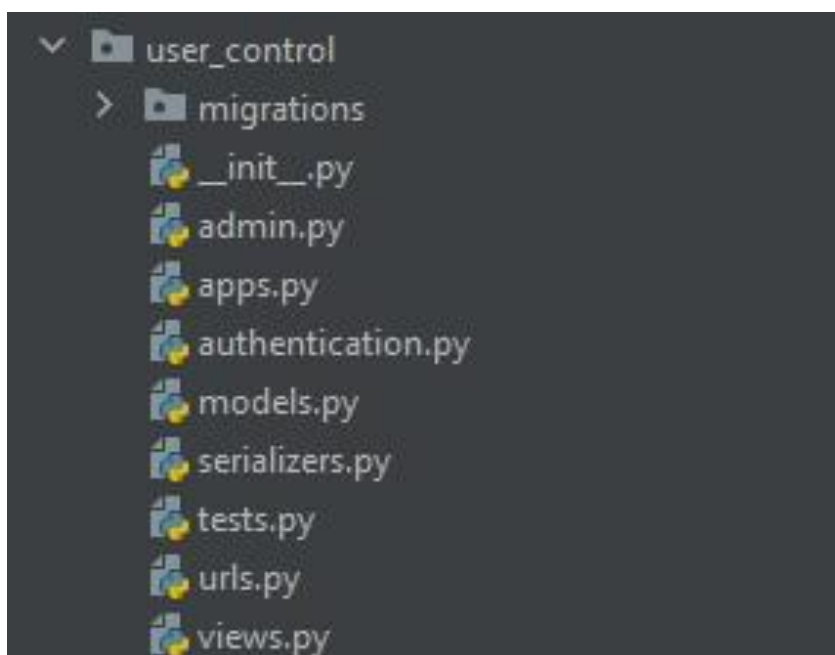 user_control
migrations
__init__.py
admin.py
apps.py
authentication.py
models.py
serializers.py
tests.py
urls.py
views.py